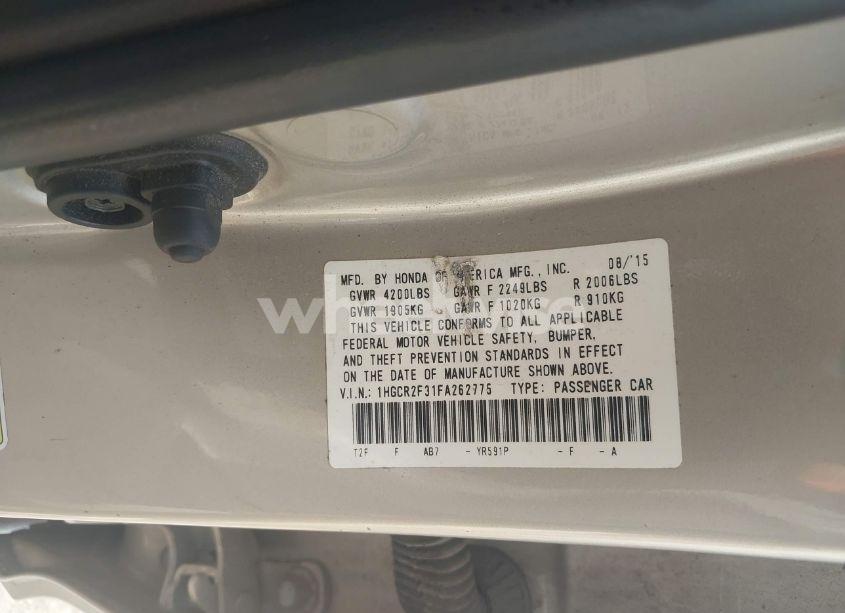 MFD. BY HONDA OF AMERICA MFG., INC. 08/'15
GVWR 4200LBS GAWR F 2249LBS R 2006LBS
GVWR 1905KG GAWR F 1020KG R 910KG
THIS VEHICLE CONFORMS TO ALL APPLICABLE
FEDERAL MOTOR VEHICLE SAFETY, BUMPER,
AND THEFT PREVENTION STANDARDS IN EFFECT
ON THE DATE OF MANUFACTURE SHOWN ABOVE.
V.I.N.: 1HGCR2F31FA262775 TYPE: PASSENGER CAR
T2F F AB7 - YR591P - F - A